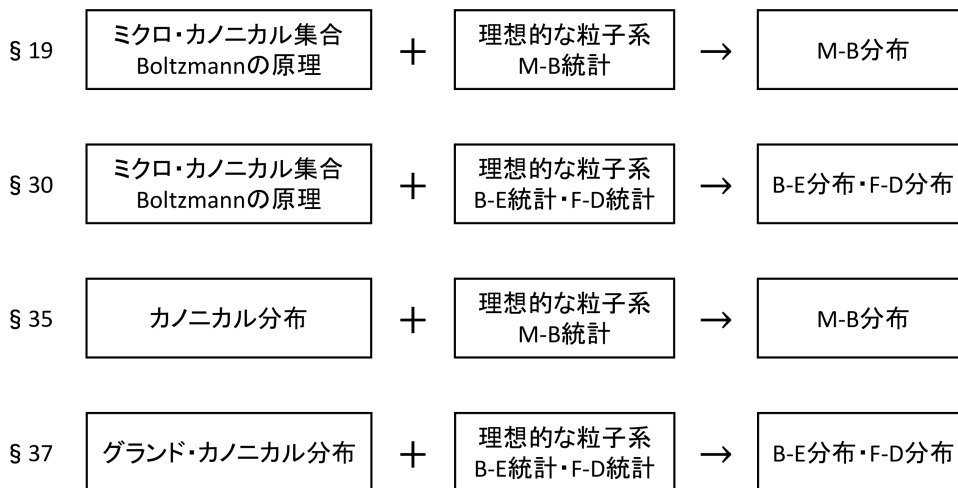 § 19
ミクロ・カノニカル集合
Boltzmannの原理
+
理想的な粒子系
M-B統計
→
M-B分布
§ 30
ミクロ・カノニカル集合
Boltzmannの原理
+
理想的な粒子系
B-E統計・F-D統計
→
B-E分布・F-D分布
§ 35
カノニカル分布
+
理想的な粒子系
M-B統計
→
M-B分布
§ 37
グランド・カノニカル分布
+
理想的な粒子系
B-E統計・F-D統計
→
B-E分布・F-D分布